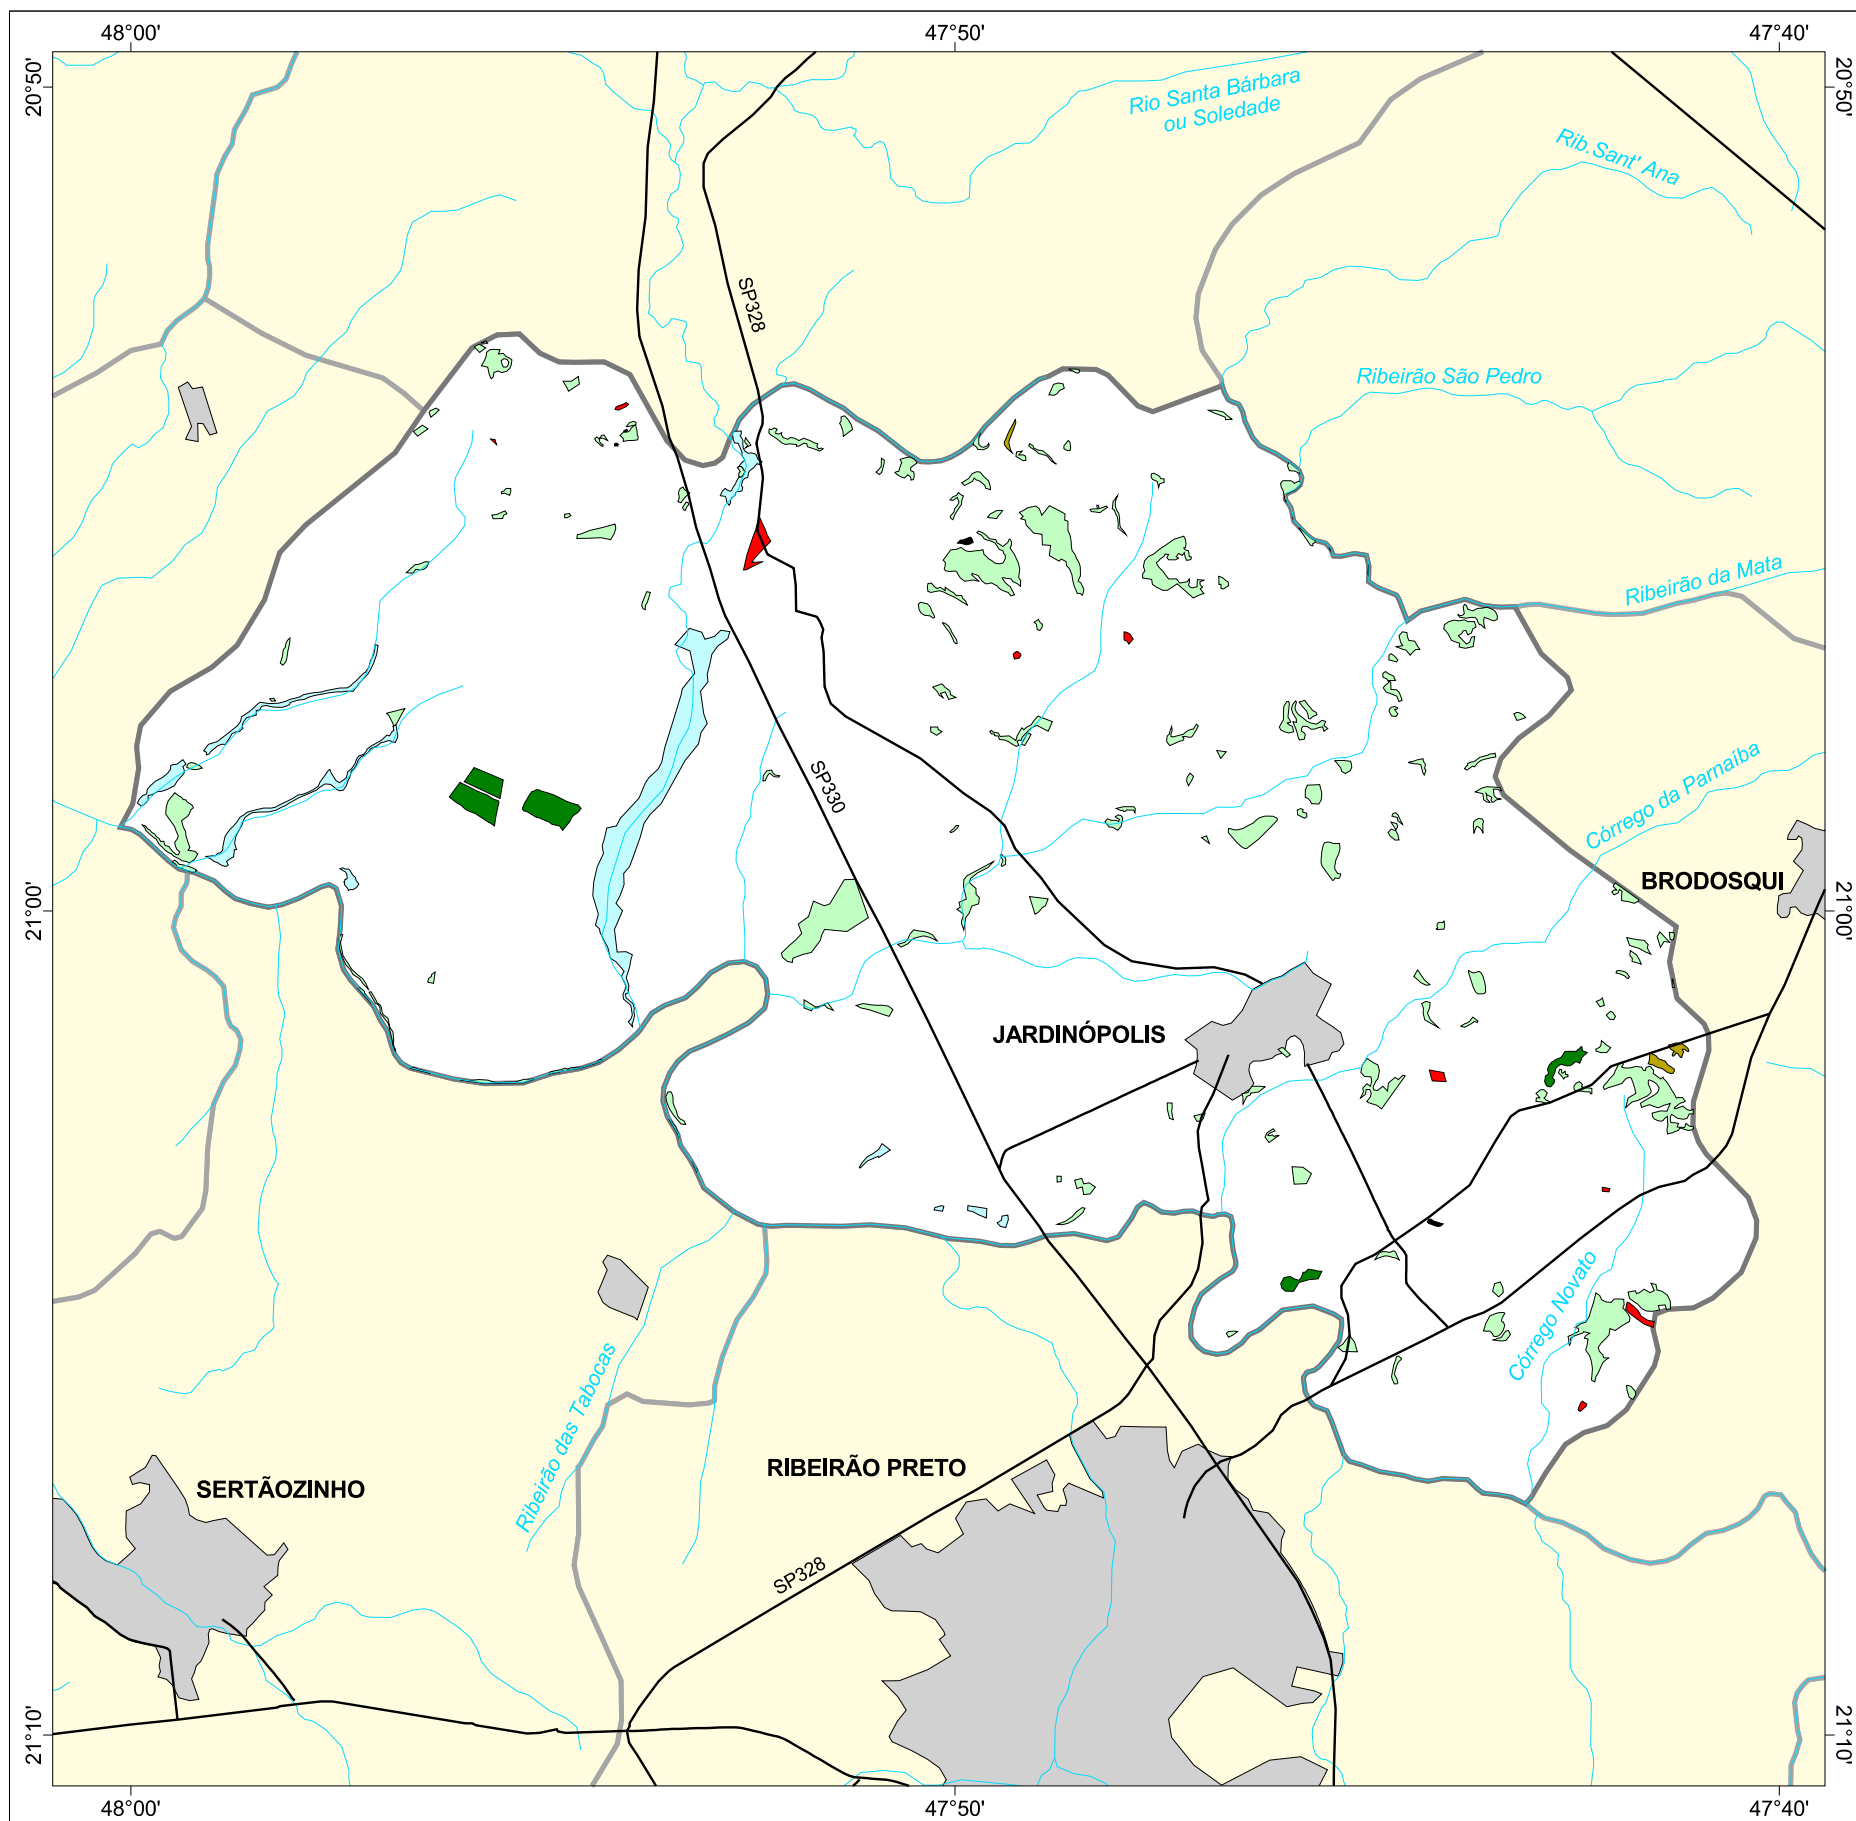 48°00'
47°50'
47°40'
20°50'
20°50'
Rio Santa Bárbara
ou Soledade
Rib.Sant' Ana
SP328
Ribeirão São Pedro
Ribeirão da Mata
SP330
Córrego da Parnaíba
BRODOSQUI
21°00'
21°00'
JARDINÓPOLIS
Córrego Novato
Ribeirão das Tabocas
RIBEIRÃO PRETO
SERTÃOZINHO
SP328
21°10'
21°10'
48°00'
47°50'
47°40'